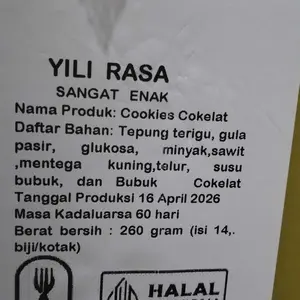 YILI RASA
SANGAT ENAK
Nama Produk: Cookies Cokelat
Daftar Bahan: Tepung terigu, gula
pasir, glukosa, minyak,sawit
,mentega kuning,telur, susu
bubuk, dan Bubuk Cokelat
Tanggal Produksi 16 April 2026
Masa Kadaluarsa 60 hari
Berat bersih : 260 gram (isi 14,.
biji/kotak)
HALAL